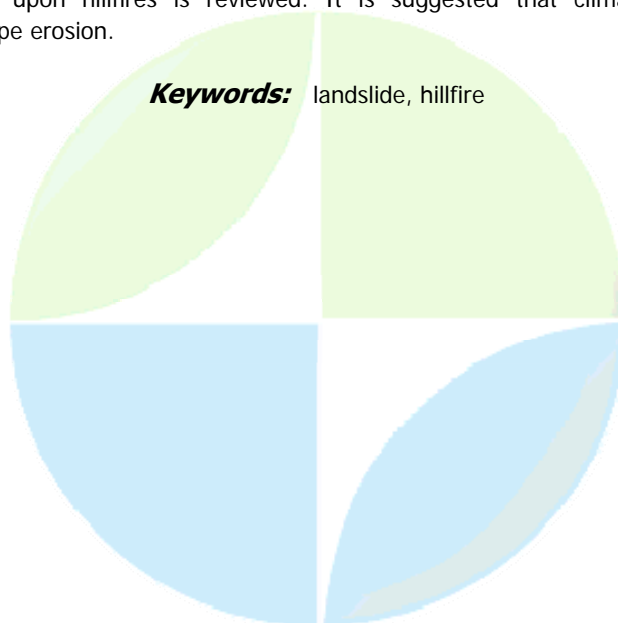 upon hillfires is reviewed. It is suggested that clima
pe erosion.
Keywords: landslide, hillfire